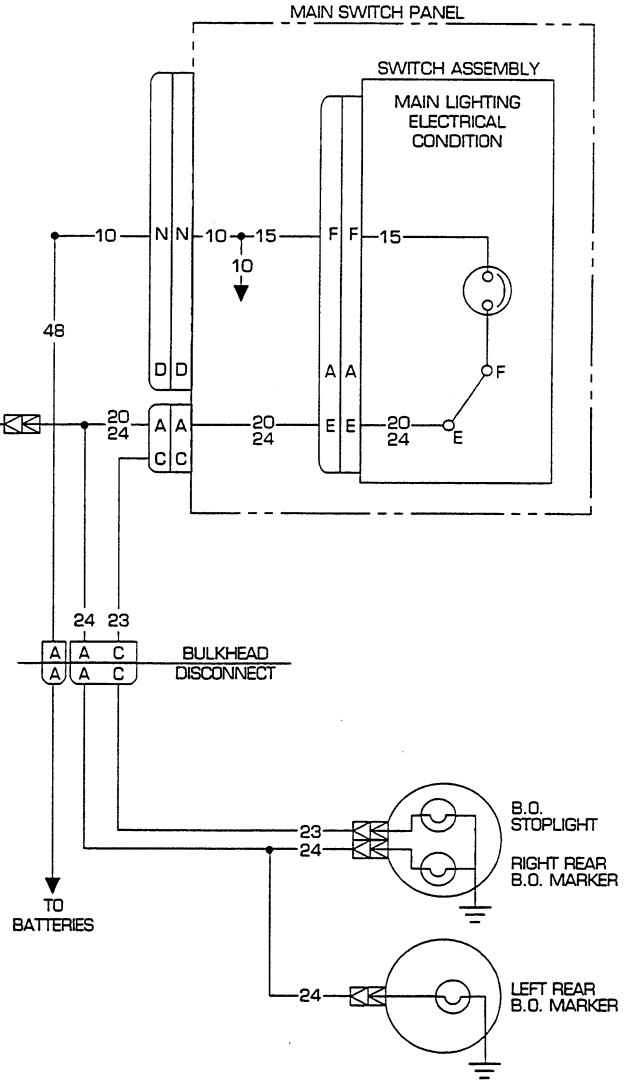 MAIN SWITCH PANEL
SWITCH ASSEMBLY
MAIN LIGHTING
ELECTRICAL
CONDITION
10 N N 10 15 F F 15
10
48
D D A A F
20 A A 20 E E 20 E
24 24 24
C C
24 23
A A C BULKHEAD
A A C DISCONNECT
B.O.
STOPLIGHT
23
24
RIGHT REAR
B.O. MARKER
TO
BATTERIES
24
LEFT REAR
B.O. MARKER